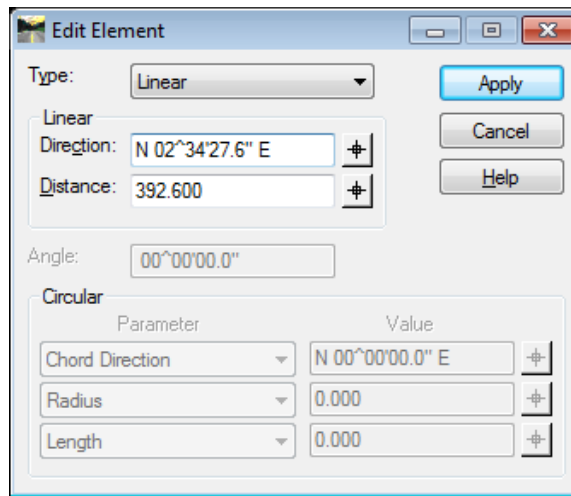 Edit Element
Type: Linear Apply
Linear
Direction: N 02^34'27.6" E Cancel
Distance: 392.600 Help
Angle: 00^00'00.0"
Circular
Parameter Value
Chord Direction N 00^00'00.0" E
Radius 0.000
Length 0.000